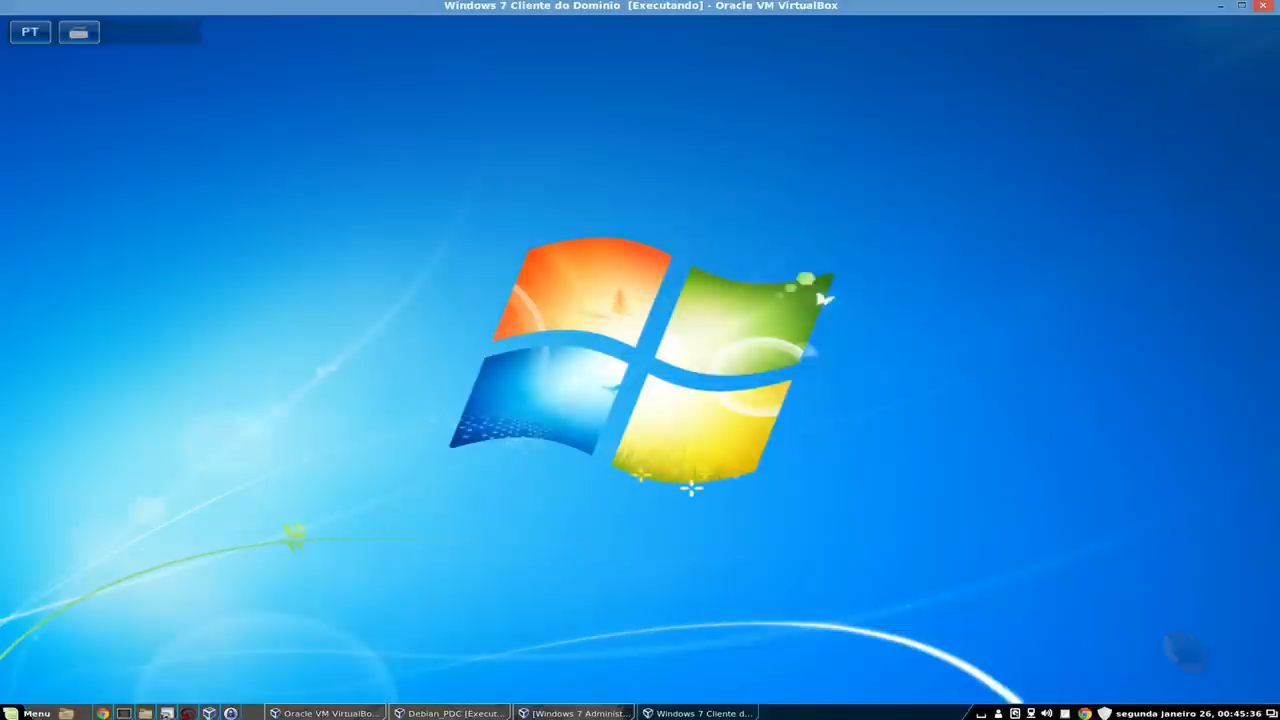 Windows 7 Cliente do Dominio [Executando] - Oracle VM VirtualBox
PT
Menu
Oracle VM VirtualBo...
Debian_PDC [Execut...
[Windows 7 Administ...
Windows 7 Cliente d...
segunda janeiro 26, 00:45:36